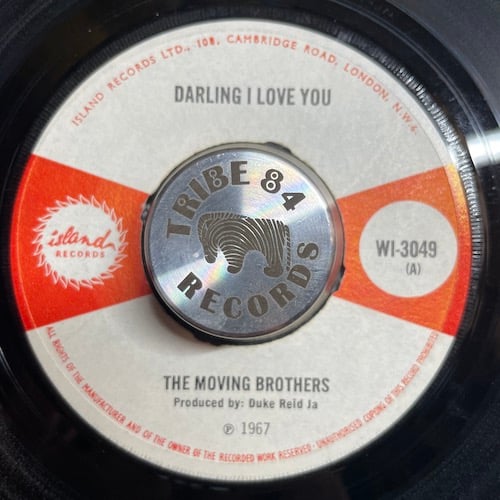 ISLAND RECORDS LTD., 108, CAMBRIDGE ROAD, LONDON, N.W.6.
DARLING I LOVE YOU
TRIBE 84
RECORDS
island
RECORDS
WI-3049
(A)
THE MOVING BROTHERS
Produced by: Duke Reid Ja
℗ 1967
ALL RIGHTS OF THE MANUFACTURER AND OF THE OWNER OF THE RECORDED WORK RESERVED · UNAUTHORISED COPYING OF THIS RECORD PROHIBITED